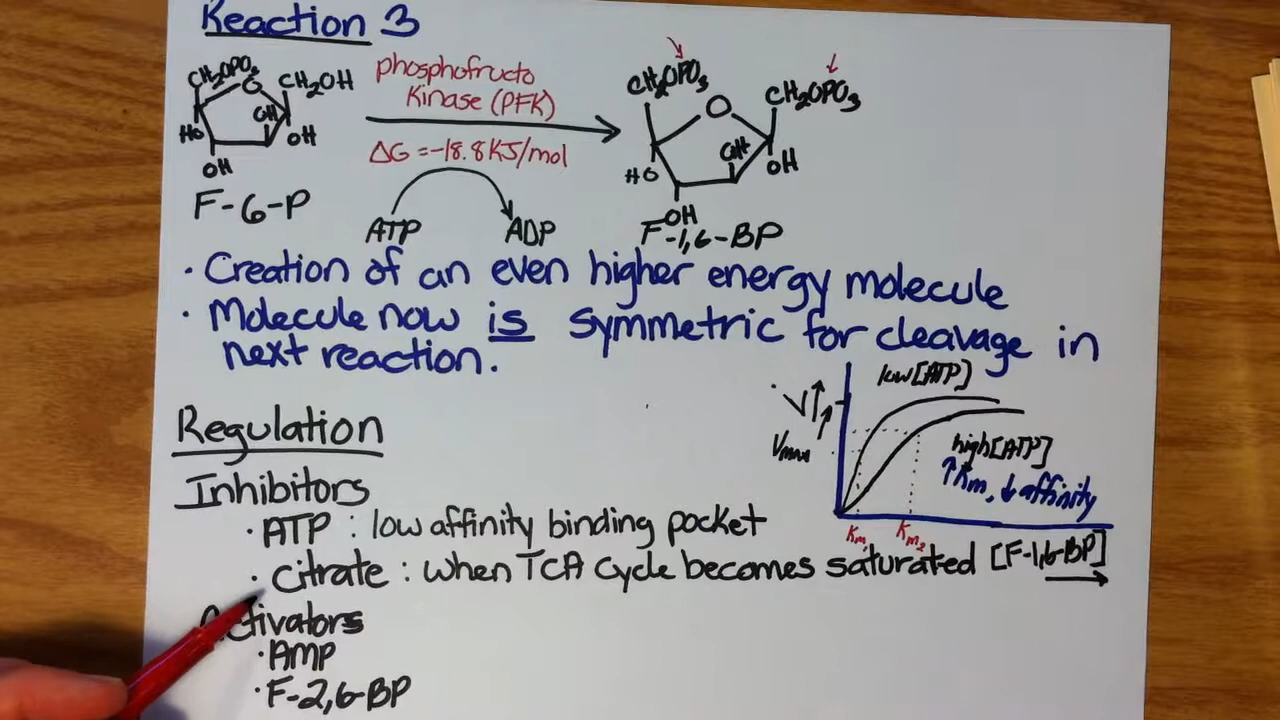 Reaction 3
CH₂OPO₃
O
CH₂OH
HO
OH
OH
OH
F-6-P
phosphofructo
Kinase (PFK)
ΔG = -18.8KJ/mol
ATP
ADP
CH₂OPO₃
O
CH₂OPO₃
HO
OH
OH
OH
F-1,6-BP
· Creation of an even higher energy molecule
· Molecule now is symmetric for cleavage in
next reaction.
Regulation
Inhibitors
· ATP : low affinity binding pocket
· Citrate : when TCA cycle becomes saturated
Activators
· AMP
· F-2,6-BP
low [ATP]
V↑
Vmax
high [ATP]
↑ Km, ↓ affinity
Km₁
Km₂
[F-1,6-BP]